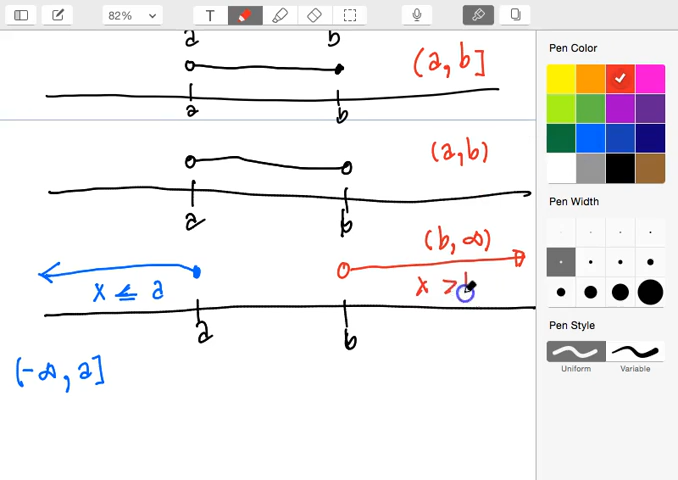 82%
T
Pen Color
a b
(a, b]
a b
(a,b)
a b
Pen Width
(b, ∞)
x ≤ a
x > b
a b
Pen Style
Uniform Variable
(-∞, a]